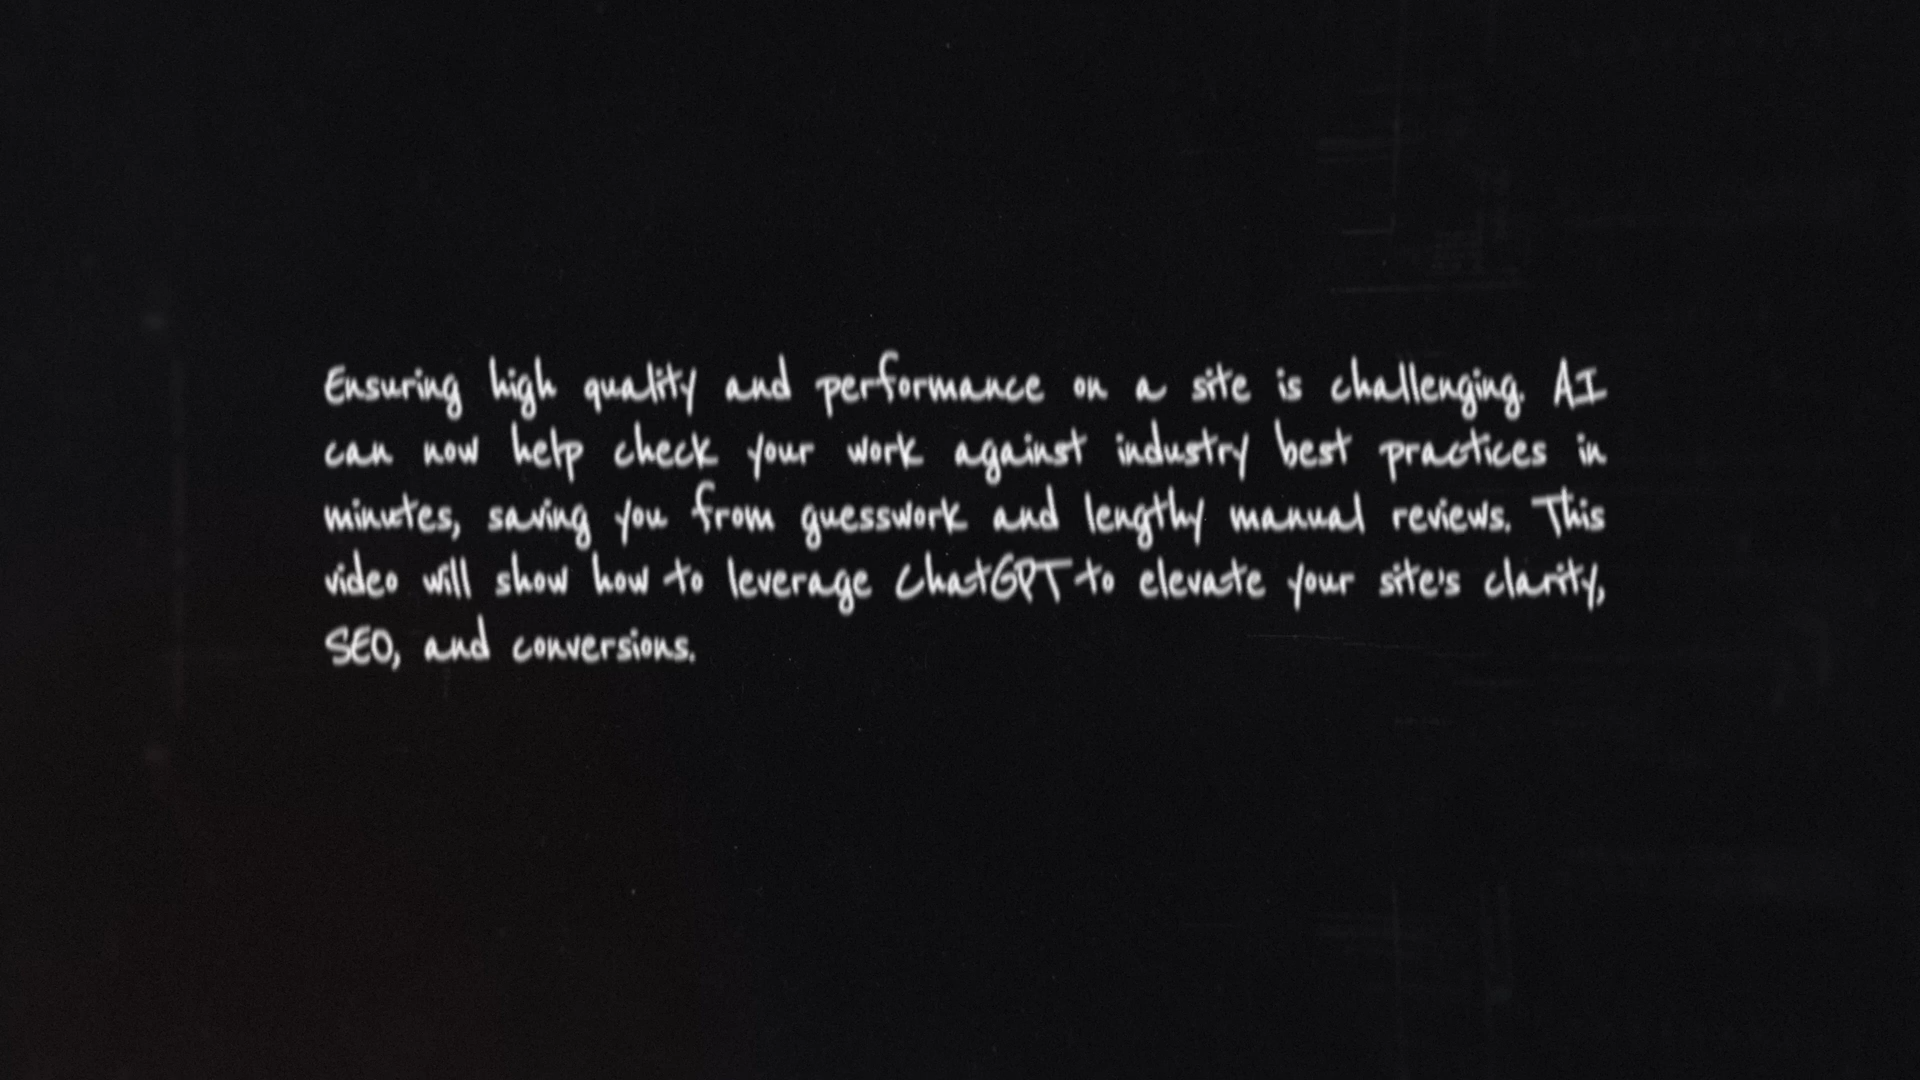 Ensuring high quality and performance on a site is challenging. AI
can now help check your work against industry best practices in
minutes, saving you from guesswork and lengthy manual reviews. This
video will show how to leverage ChatGPT to elevate your site's clarity,
SEO, and conversions.